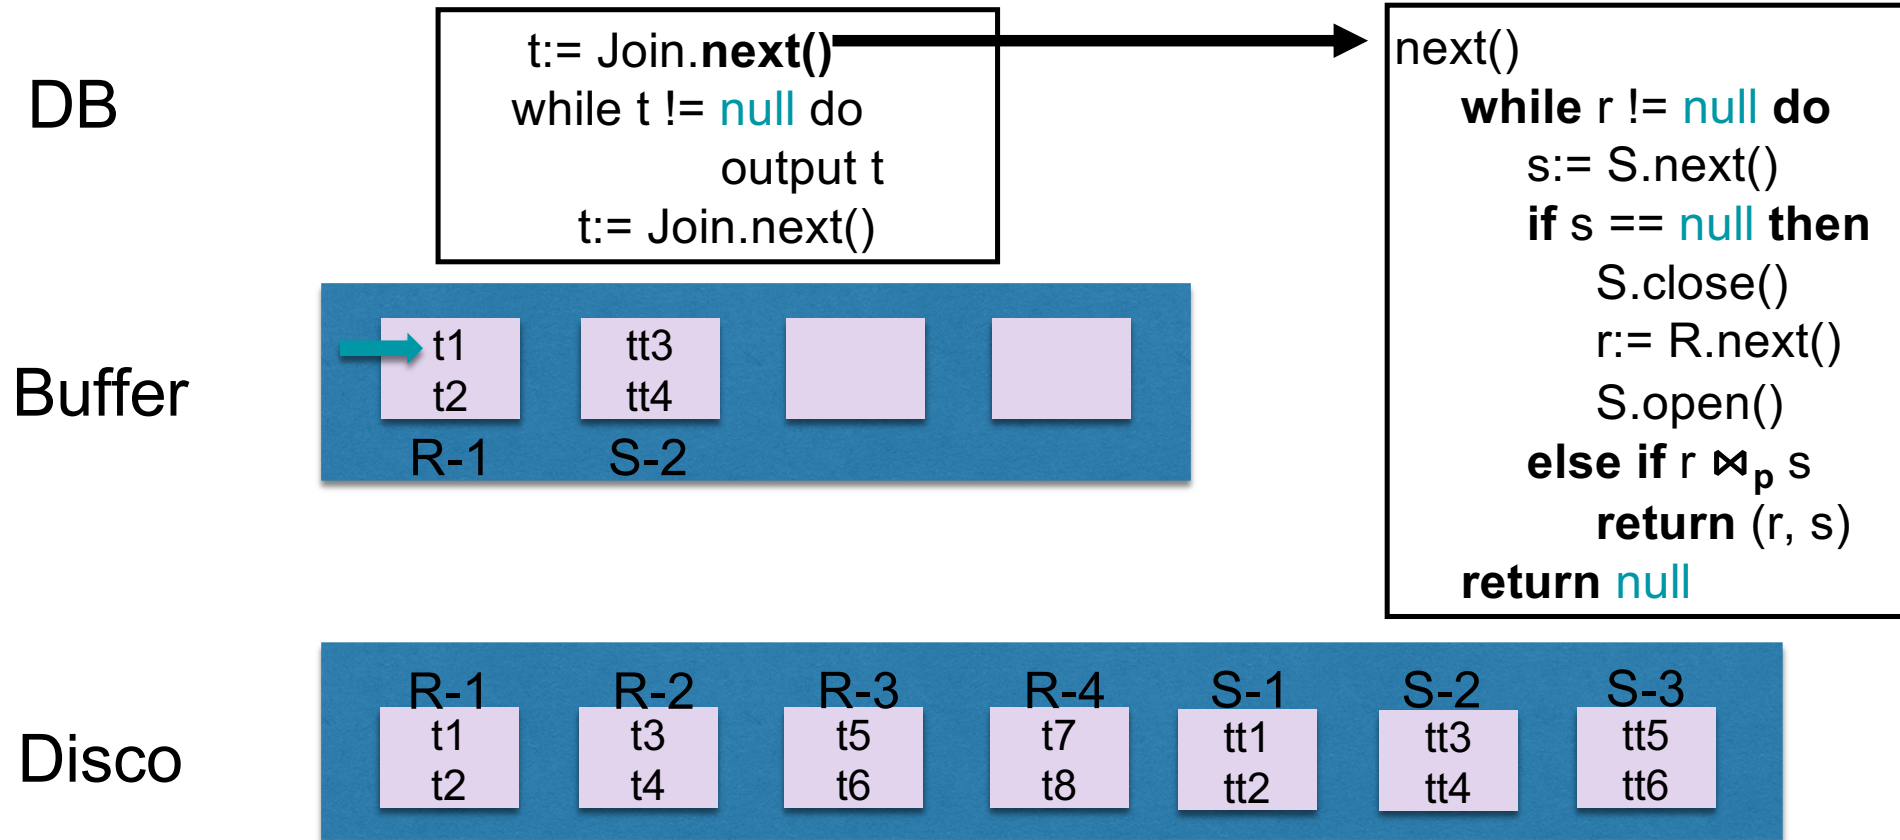 DB
t:= Join.next()
while t != null do
output t
t:= Join.next()
next()
while r != null do
s:= S.next()
if s == null then
S.close()
r:= R.next()
S.open()
else if r ⋈p s
return (r, s)
return null
Buffer
t1
t2
R-1
tt3
tt4
S-2
Disco
R-1
t1
t2
R-2
t3
t4
R-3
t5
t6
R-4
t7
t8
S-1
tt1
tt2
S-2
tt3
tt4
S-3
tt5
tt6